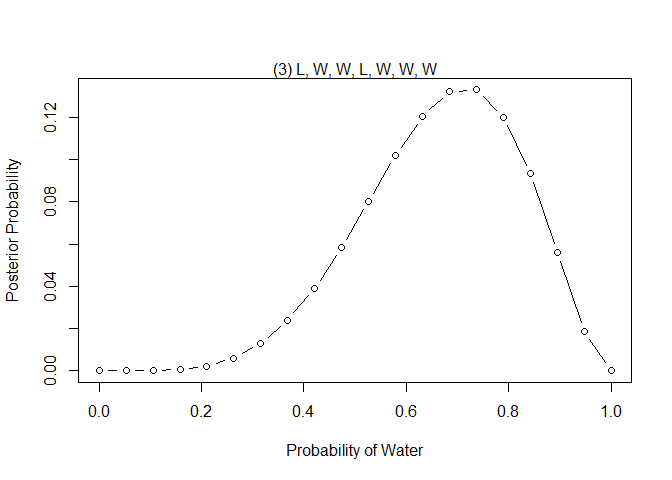 (3) L, W, W, L, W, W, W
Posterior Probability
0.12
0.08
0.04
0.00
0.0 0.2 0.4 0.6 0.8 1.0
Probability of Water